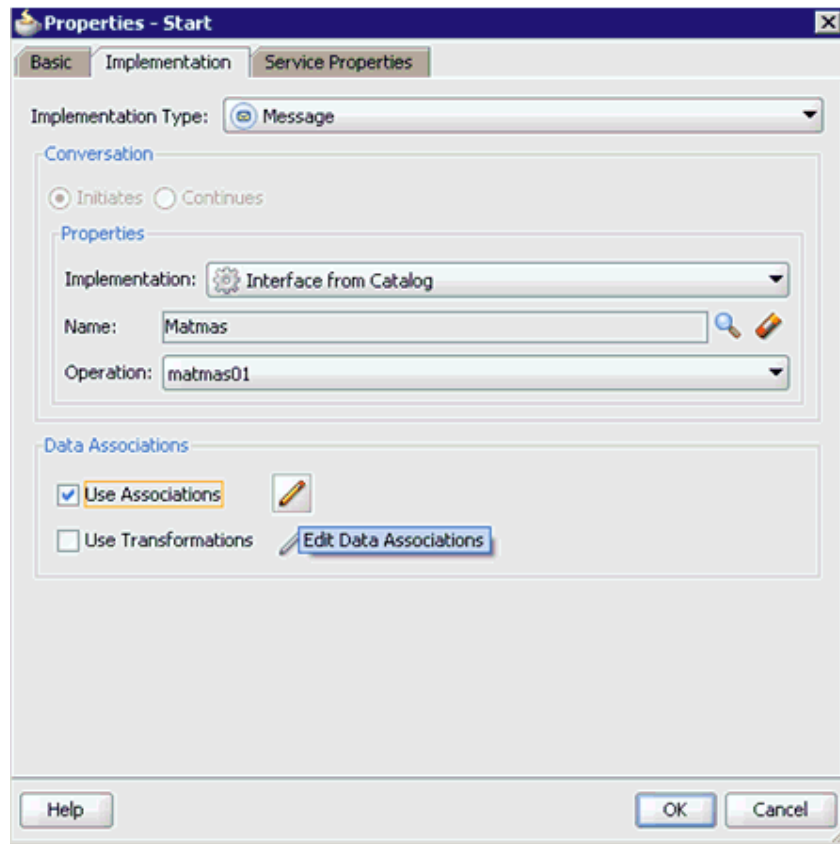 Properties - Start
Basic Implementation Service Properties
Implementation Type: Message
Conversation
Initiates Continues
Properties
Implementation: Interface from Catalog
Name: Matmas
Operation: matmas01
Data Associations
Use Associations
Use Transformations Edit Data Associations
Help OK Cancel